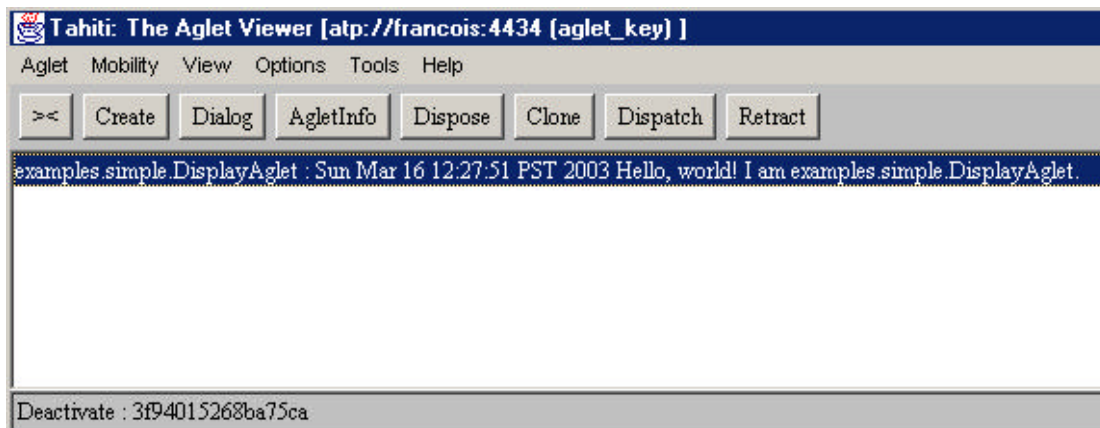 Tahiti: The Aglet Viewer [atp://francois:4434 (aglet_key) ]
Aglet Mobility View Options Tools Help
>< Create Dialog AgletInfo Dispose Clone Dispatch Retract
examples.simple.DisplayAglet : Sun Mar 16 12:27:51 PST 2003 Hello, world! I am examples.simple.DisplayAglet.
Deactivate : 3f94015268ba75ca